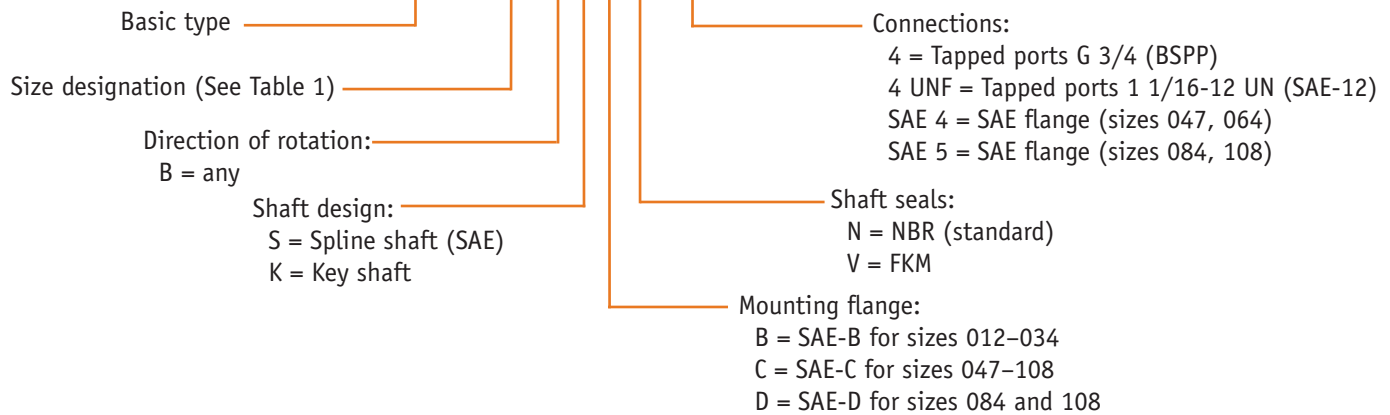 Basic type
Size designation (See Table 1)
Direction of rotation:
B = any
Shaft design:
S = Spline shaft (SAE)
K = Key shaft
Connections:
4 = Tapped ports G 3/4 (BSPP)
4 UNF = Tapped ports 1 1/16-12 UN (SAE-12)
SAE 4 = SAE flange (sizes 047, 064)
SAE 5 = SAE flange (sizes 084, 108)
Shaft seals:
N = NBR (standard)
V = FKM
Mounting flange:
B = SAE-B for sizes 012–034
C = SAE-C for sizes 047–108
D = SAE-D for sizes 084 and 108